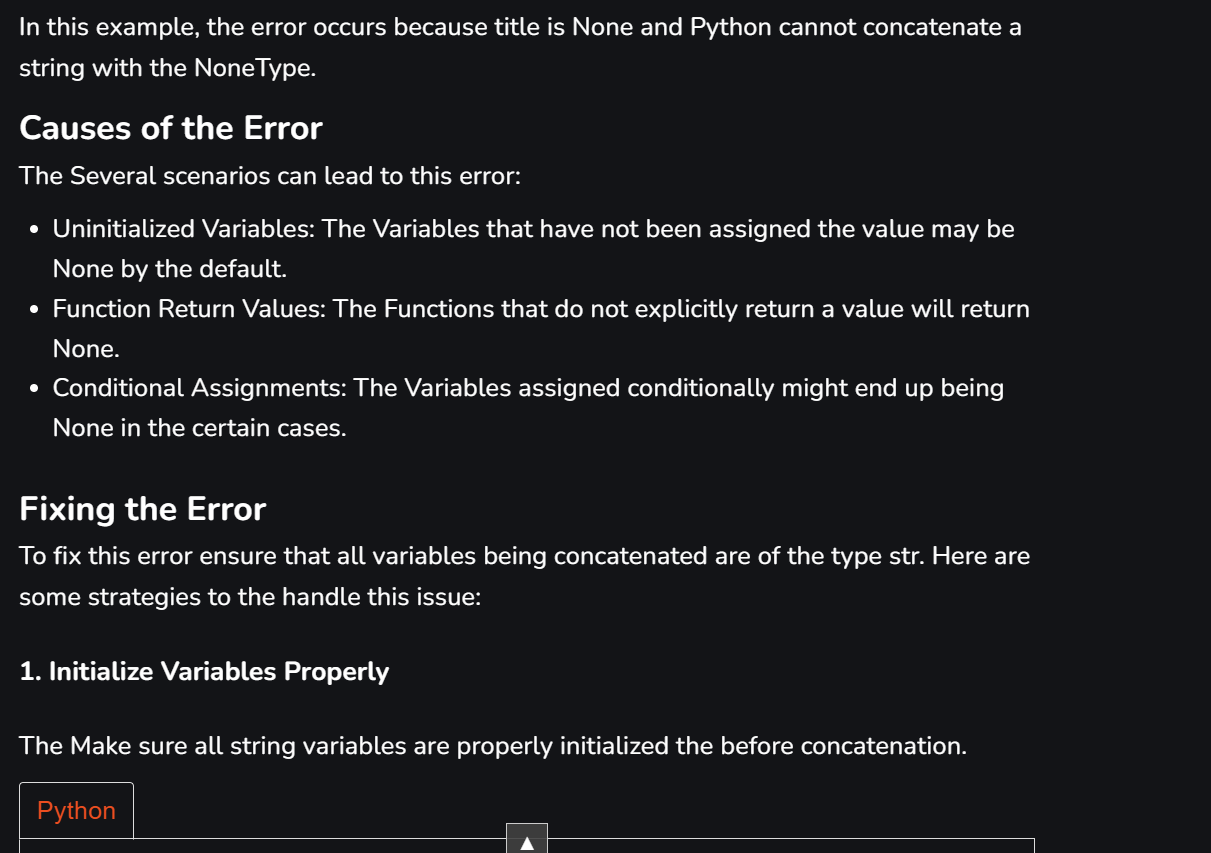 In this example, the error occurs because title is None and Python cannot concatenate a
string with the NoneType.
Causes of the Error
The Several scenarios can lead to this error:
• Uninitialized Variables: The Variables that have not been assigned the value may be
None by the default.
• Function Return Values: The Functions that do not explicitly return a value will return
None.
• Conditional Assignments: The Variables assigned conditionally might end up being
None in the certain cases.
Fixing the Error
To fix this error ensure that all variables being concatenated are of the type str. Here are
some strategies to the handle this issue:
1. Initialize Variables Properly
The Make sure all string variables are properly initialized the before concatenation.
Python